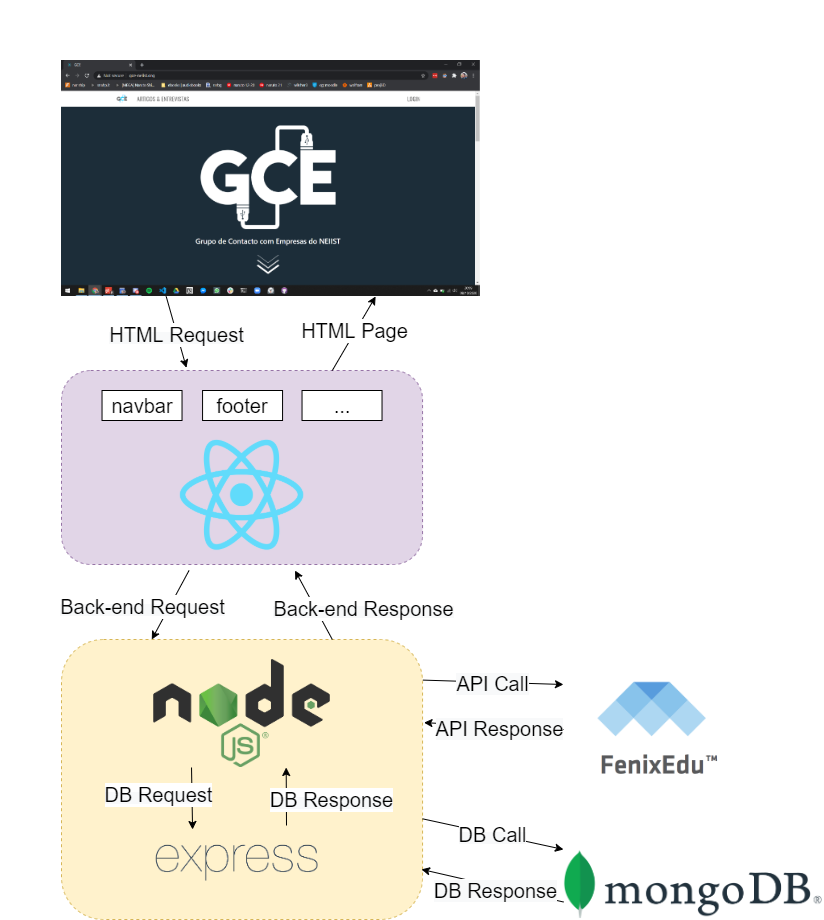 GCE
ARTIGOS & ENTREVISTAS
LOGIN
GCE
Grupo de Contacto com Empresas do NEIIST
HTML Request
HTML Page
navbar
footer
...
Back-end Request
Back-end Response
node
JS®
API Call
API Response
FenixEdu™
DB Request
DB Response
express
DB Call
DB Response
mongoDB®